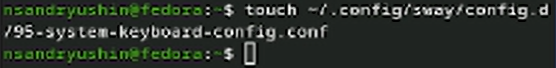 nsandryushin@fedora:~$ touch ~/.config/sway/config.d
/95-system-keyboard-config.conf
nsandryushin@fedora:~$